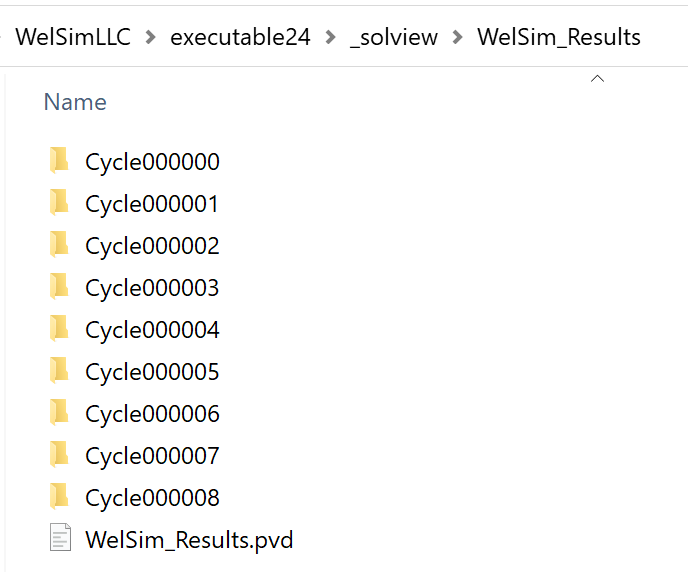 WelSimLLC > executable24 > _solview > WelSim_Results
Name
Cycle000000
Cycle000001
Cycle000002
Cycle000003
Cycle000004
Cycle000005
Cycle000006
Cycle000007
Cycle000008
WelSim_Results.pvd